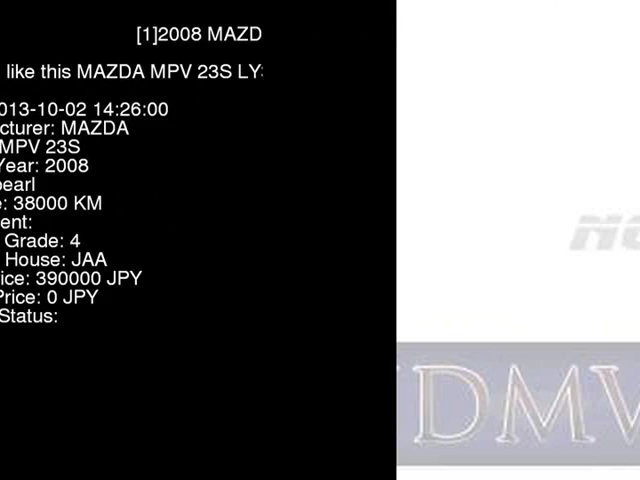 [1]2008 MAZD
like this MAZDA MPV 23S LY
013-10-02 14:26:00
cturer: MAZDA
MPV 23S
Year: 2008
pearl
e: 38000 KM
ent:
Grade: 4
House: JAA
ice: 390000 JPY
Price: 0 JPY
Status:
NO
DMV